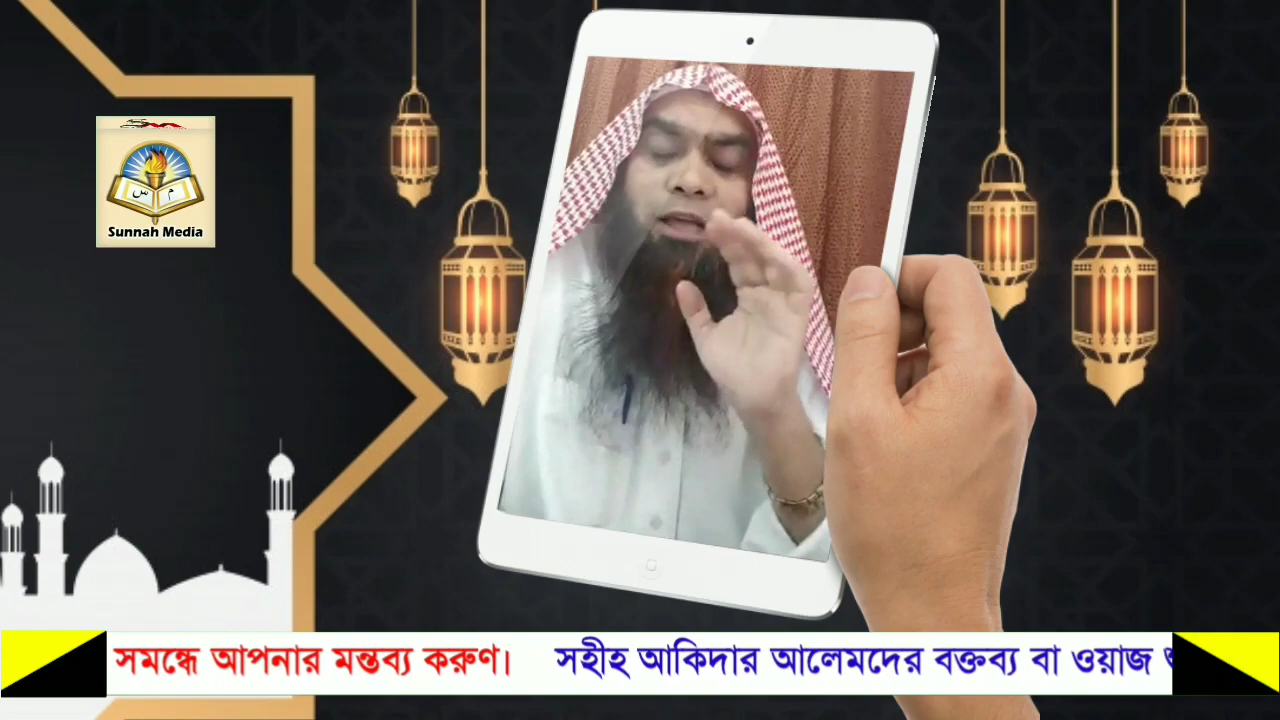 س م
Sunnah Media
সমন্ধে আপনার মন্তব্য করুণ। সহীহ আকিদার আলেমদের বক্তব্য বা ওয়াজ